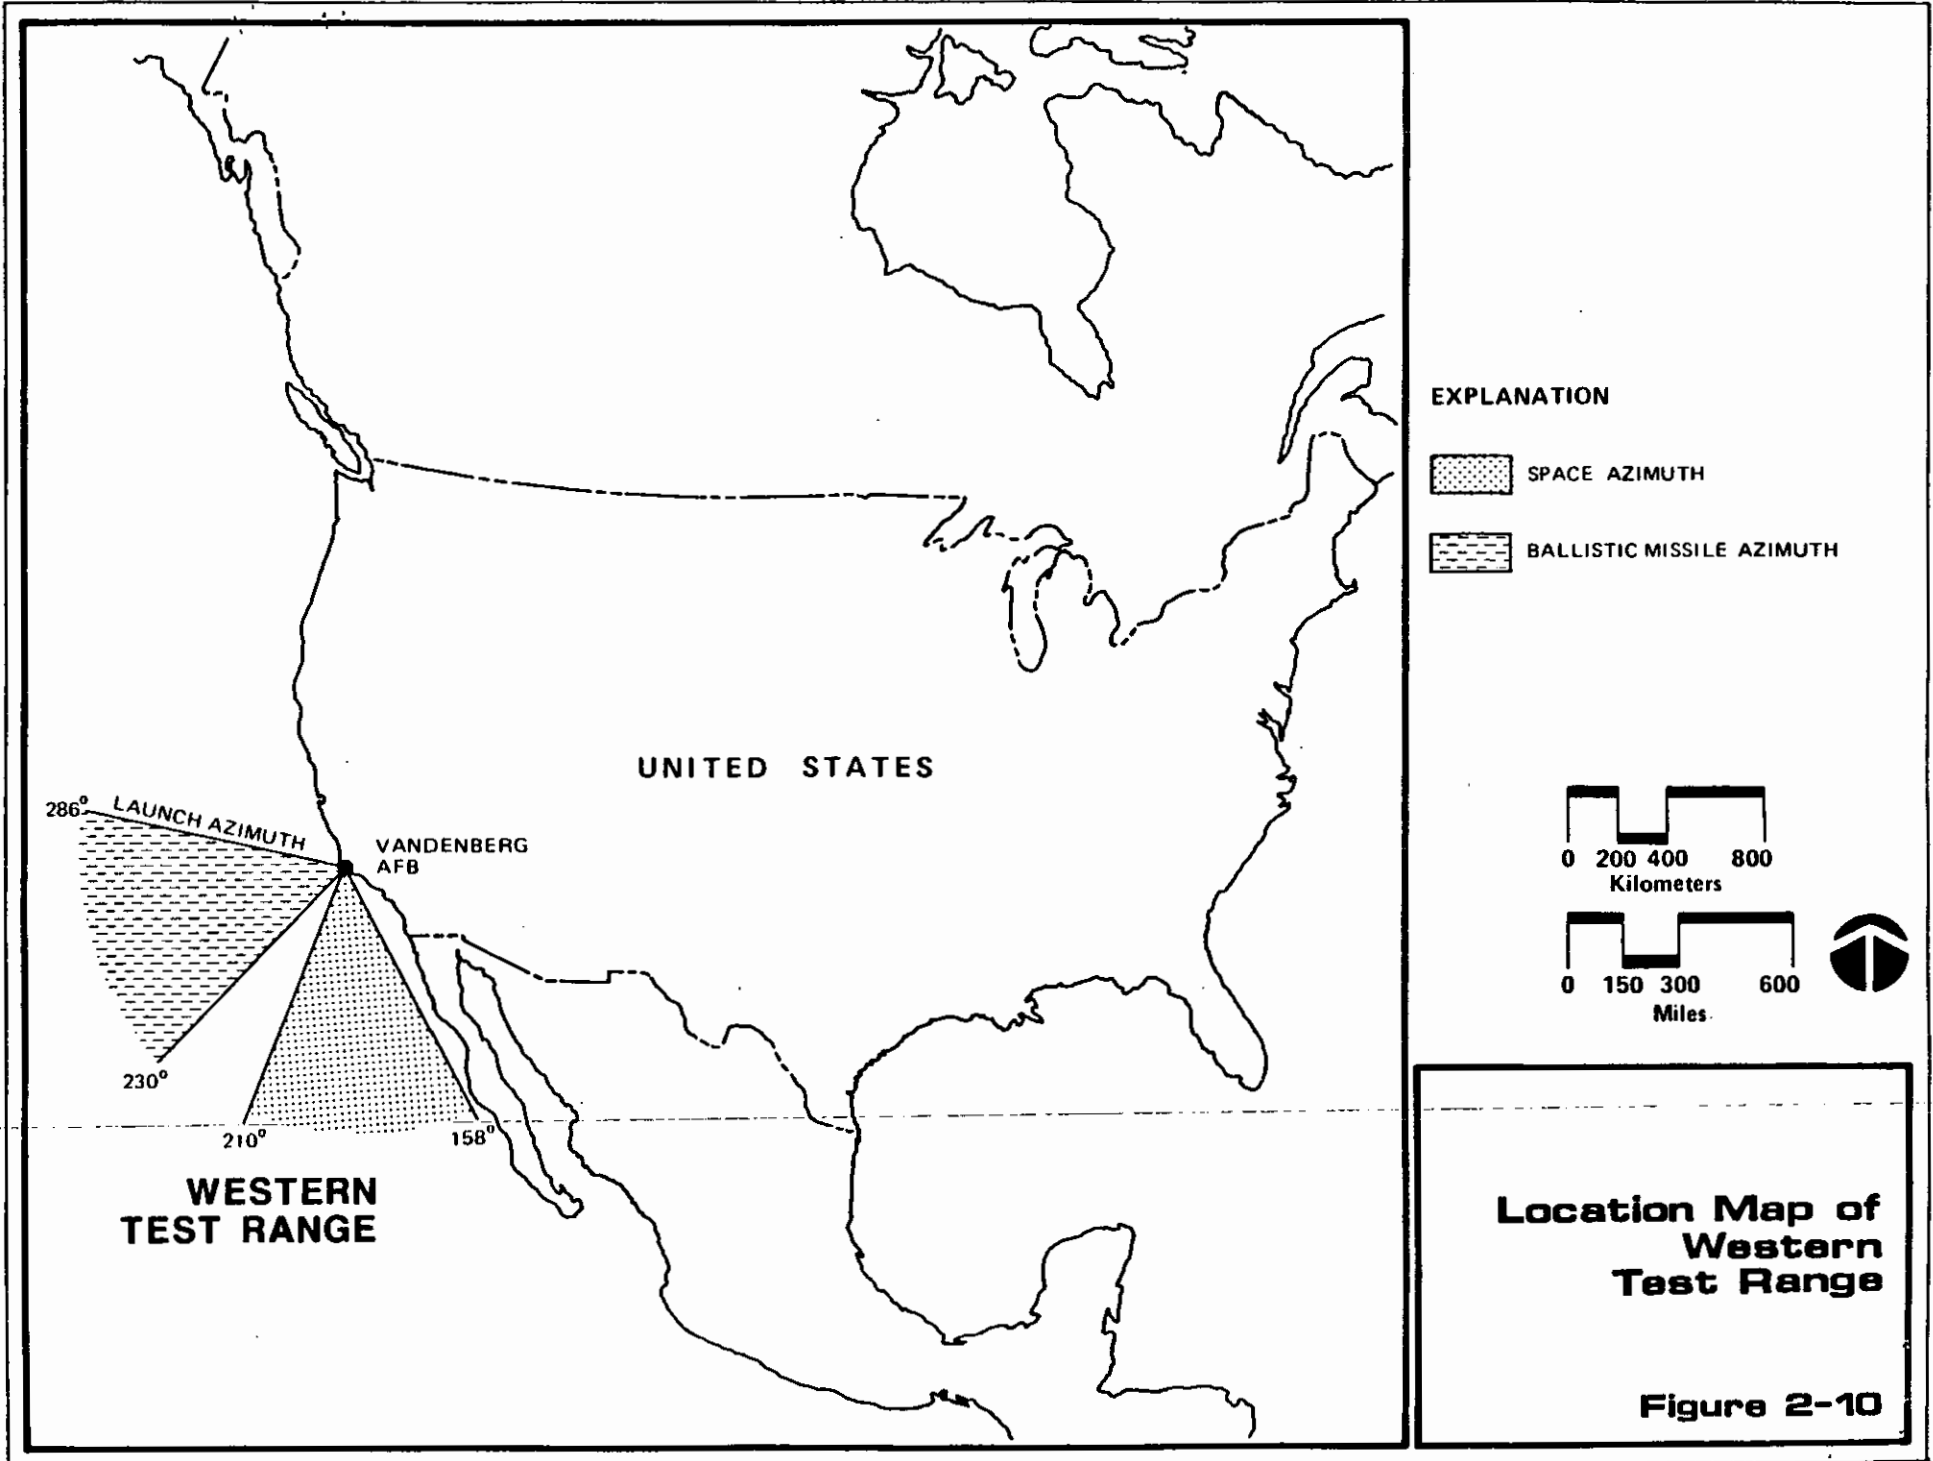 EXPLANATION
SPACE AZIMUTH
BALLISTIC MISSILE AZIMUTH
UNITED STATES
286°
LAUNCH AZIMUTH
VANDENBERG
AFB
230°
210°
158°
WESTERN
TEST RANGE
0 200 400 800
Kilometers
0 150 300 600
Miles
Location Map of
Western
Test Range
Figure 2-10